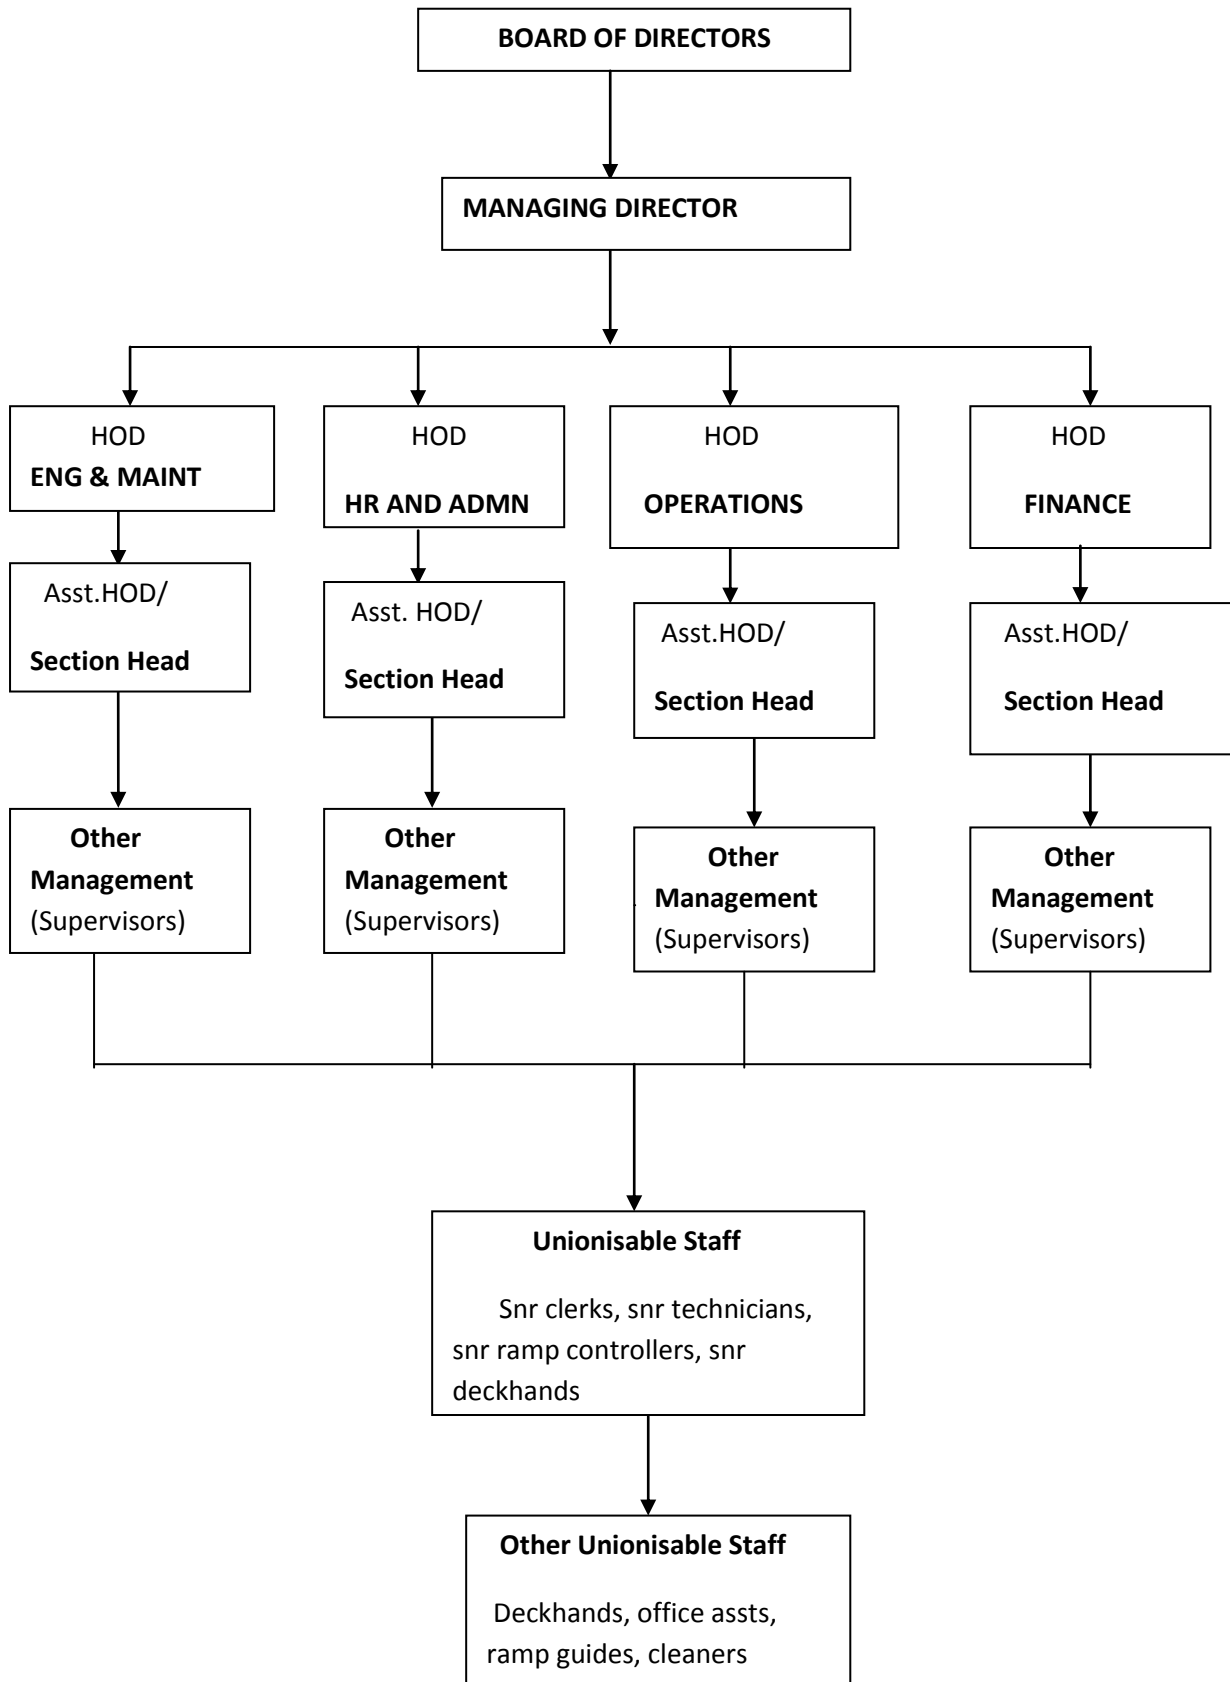 BOARD OF DIRECTORS
MANAGING DIRECTOR
HOD
ENG & MAINT
HOD
HR AND ADMN
HOD
OPERATIONS
HOD
FINANCE
Asst.HOD/
Section Head
Asst. HOD/
Section Head
Asst.HOD/
Section Head
Asst.HOD/
Section Head
Other
Management
(Supervisors)
Other
Management
(Supervisors)
Other
Management
(Supervisors)
Other
Management
(Supervisors)
Unionisable Staff
Snr clerks, snr technicians,
snr ramp controllers, snr
deckhands
Other Unionisable Staff
Deckhands, office assts,
ramp guides, cleaners